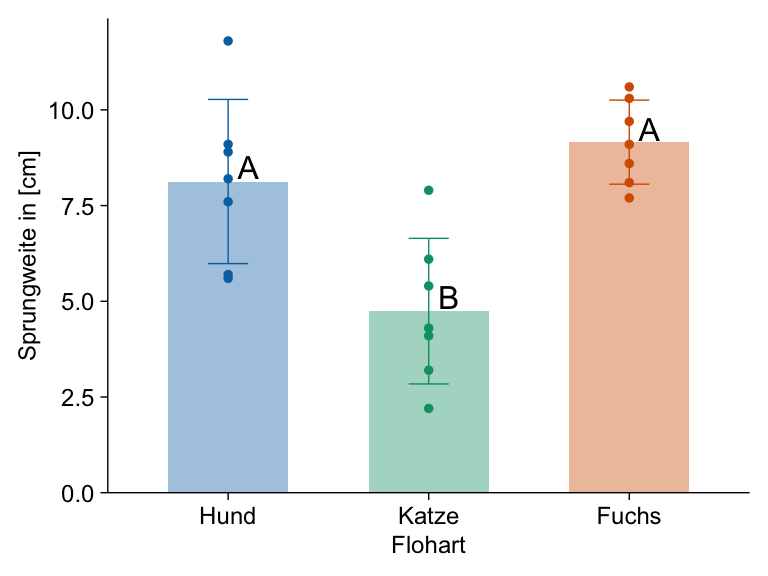 Sprungweite in [cm]
10.0
7.5
5.0
2.5
0.0
A
B
A
Hund
Katze
Fuchs
Flohart